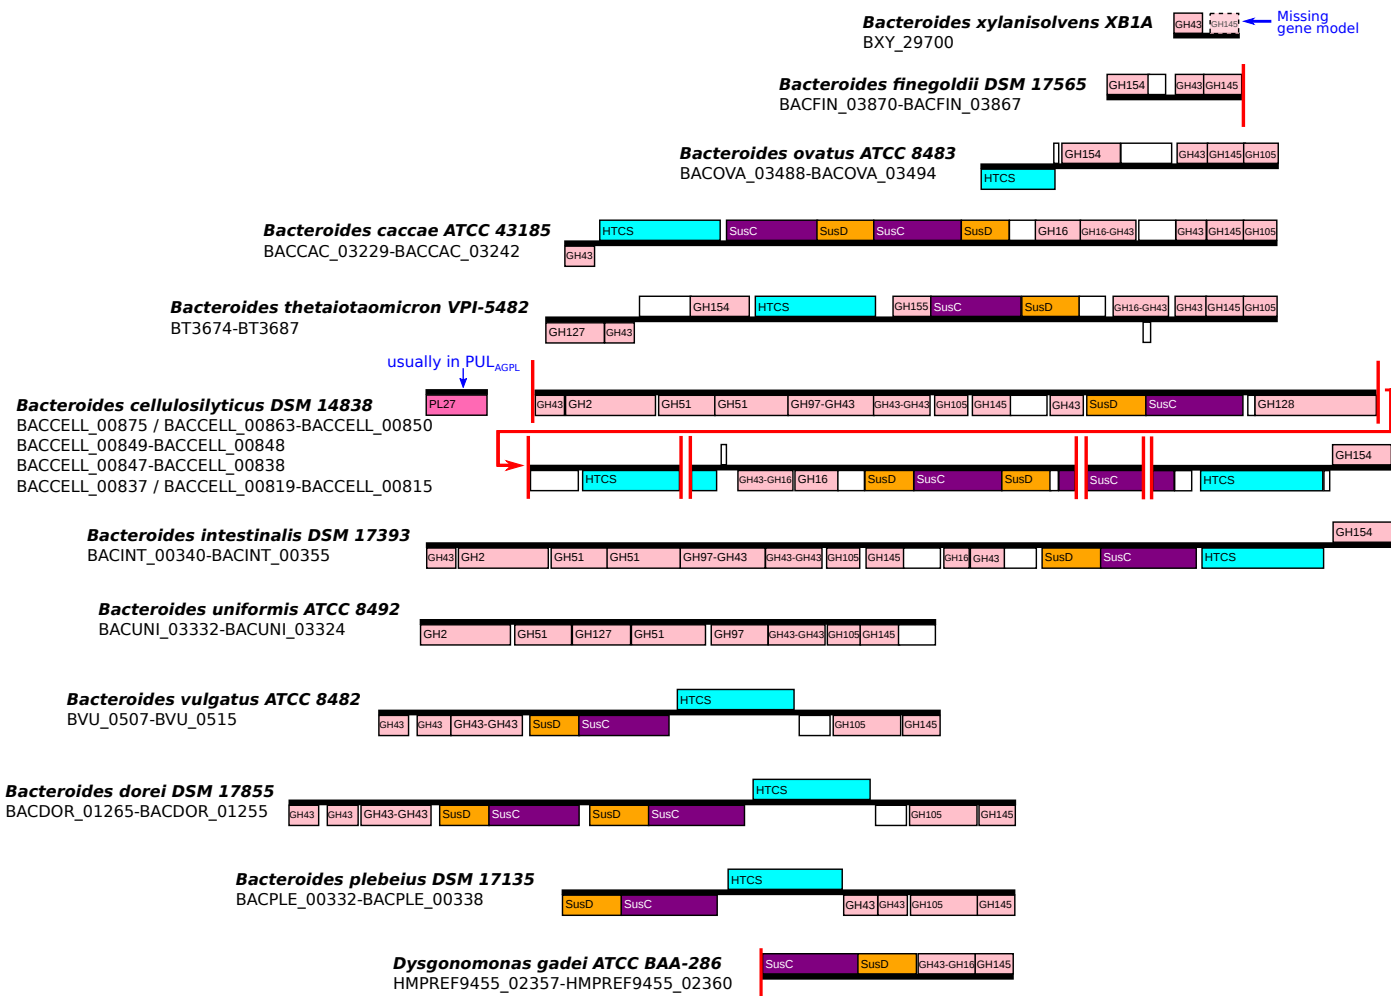 Bacteroides xylanisolvens XB1A
BXY_29700
GH43 GH145
Missing
gene model
Bacteroides finegoldii DSM 17565
BACFIN_03870-BACFIN_03867
GH154 GH43 GH145
Bacteroides ovatus ATCC 8483
BACOVA_03488-BACOVA_03494
GH154 GH43 GH145 GH105
HTCS
Bacteroides caccae ATCC 43185
BACCAC_03229-BACCAC_03242
HTCS SusC SusD SusC SusD GH16 GH16-GH43 GH43 GH145 GH105
GH43
Bacteroides thetaiotaomicron VPI-5482
BT3674-BT3687
GH154 HTCS GH155 SusC SusD GH16-GH43 GH43 GH145 GH105
GH127 GH43
usually in PULAGPL
Bacteroides cellulosilyticus DSM 14838
BACCELL_00875 / BACCELL_00863-BACCELL_00850
BACCELL_00849-BACCELL_00848
BACCELL_00847-BACCELL_00838
BACCELL_00837 / BACCELL_00819-BACCELL_00815
PL27 GH43 GH2 GH51 GH51 GH97-GH43 GH43-GH43 GH105 GH145 GH43 SusD SusC GH128
GH154
HTCS GH43-GH16 GH16 SusD SusC SusD SusC HTCS
Bacteroides intestinalis DSM 17393
BACINT_00340-BACINT_00355
GH154
GH43 GH2 GH51 GH51 GH97-GH43 GH43-GH43 GH105 GH145 GH16 GH43 SusD SusC HTCS
Bacteroides uniformis ATCC 8492
BACUNI_03332-BACUNI_03324
GH2 GH51 GH127 GH51 GH97 GH43-GH43 GH105 GH145
Bacteroides vulgatus ATCC 8482
BVU_0507-BVU_0515
HTCS
GH43 GH43 GH43-GH43 SusD SusC GH105 GH145
Bacteroides dorei DSM 17855
BACDOR_01265-BACDOR_01255
HTCS
GH43 GH43 GH43-GH43 SusD SusC SusD SusC GH105 GH145
Bacteroides plebeius DSM 17135
BACPLE_00332-BACPLE_00338
HTCS
SusD SusC GH43 GH43 GH105 GH145
Dysgonomonas gadei ATCC BAA-286
HMPREF9455_02357-HMPREF9455_02360
SusC SusD GH43-GH16 GH145